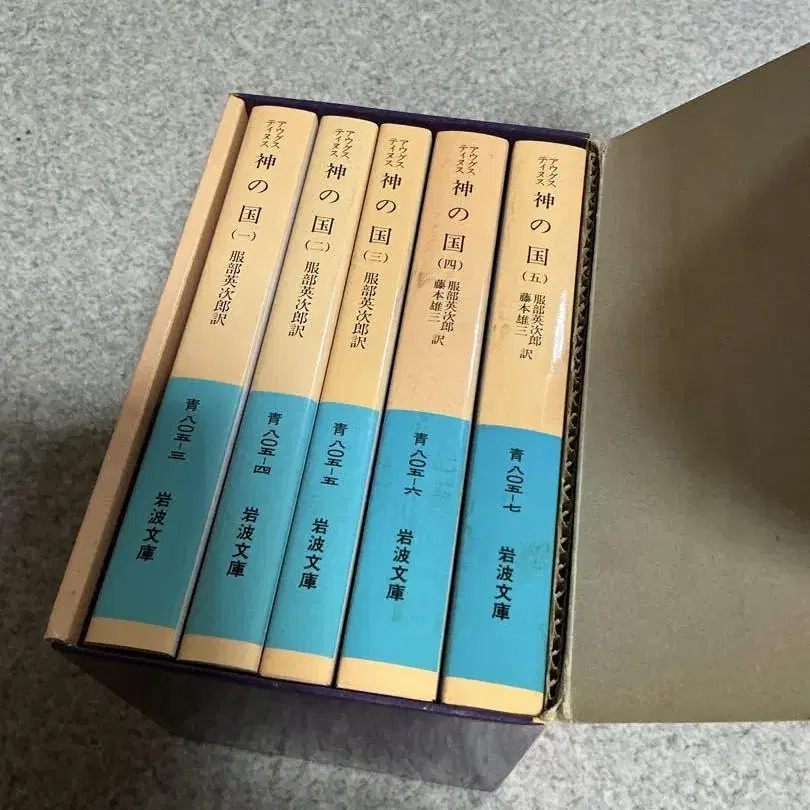 アウグス
ティヌス
神の国(一)
服部英次郎訳
青八〇五-三
岩波文庫
アウグス
ティヌス
神の国(二)
服部英次郎訳
青八〇五-四
岩波文庫
アウグス
ティヌス
神の国(三)
服部英次郎訳
青八〇五-五
岩波文庫
アウグス
ティヌス
神の国(四)
服部英次郎
藤本雄三
訳
青八〇五-六
岩波文庫
アウグス
ティヌス
神の国(五)
服部英次郎
藤本雄三
訳
青八〇五-七
岩波文庫